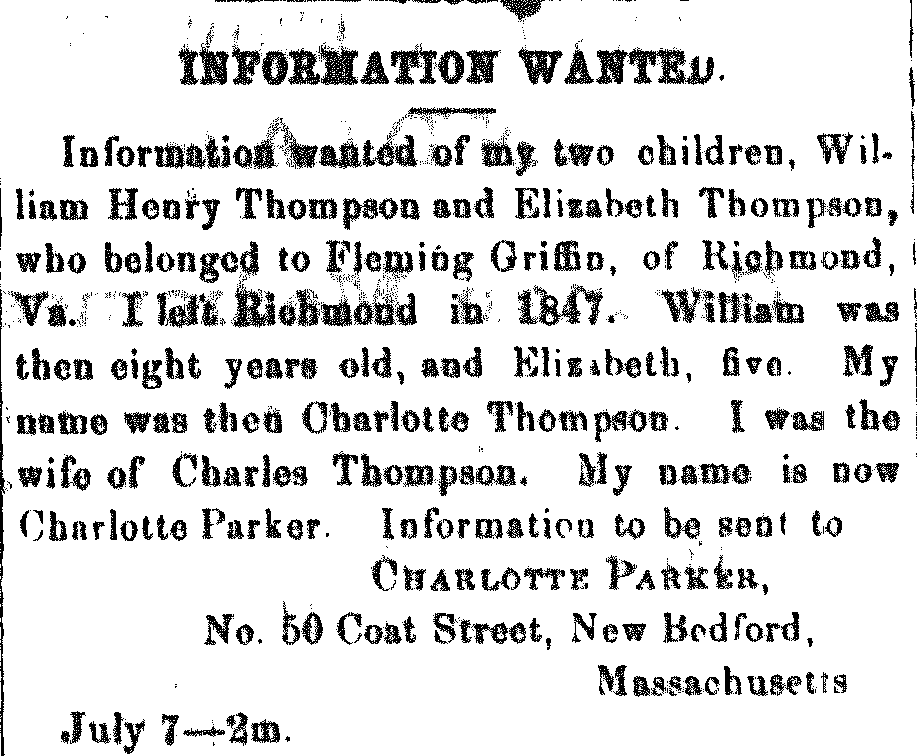 INFORMATION WANTED.
Information wanted of my two children, Wil-
liam Henry Thompson and Elizabeth Thompson,
who belonged to Fleming Griffin, of Richmond,
Va. I left Richmond in 1847. William was
then eight years old, and Elizabeth, five. My
name was then Charlotte Thompson. I was the
wife of Charles Thompson. My name is now
Charlotte Parker. Information to be sent to
CHARLOTTE PARKER,
No. 50 Coat Street, New Bedford,
Massachusetts
July 7—2m.